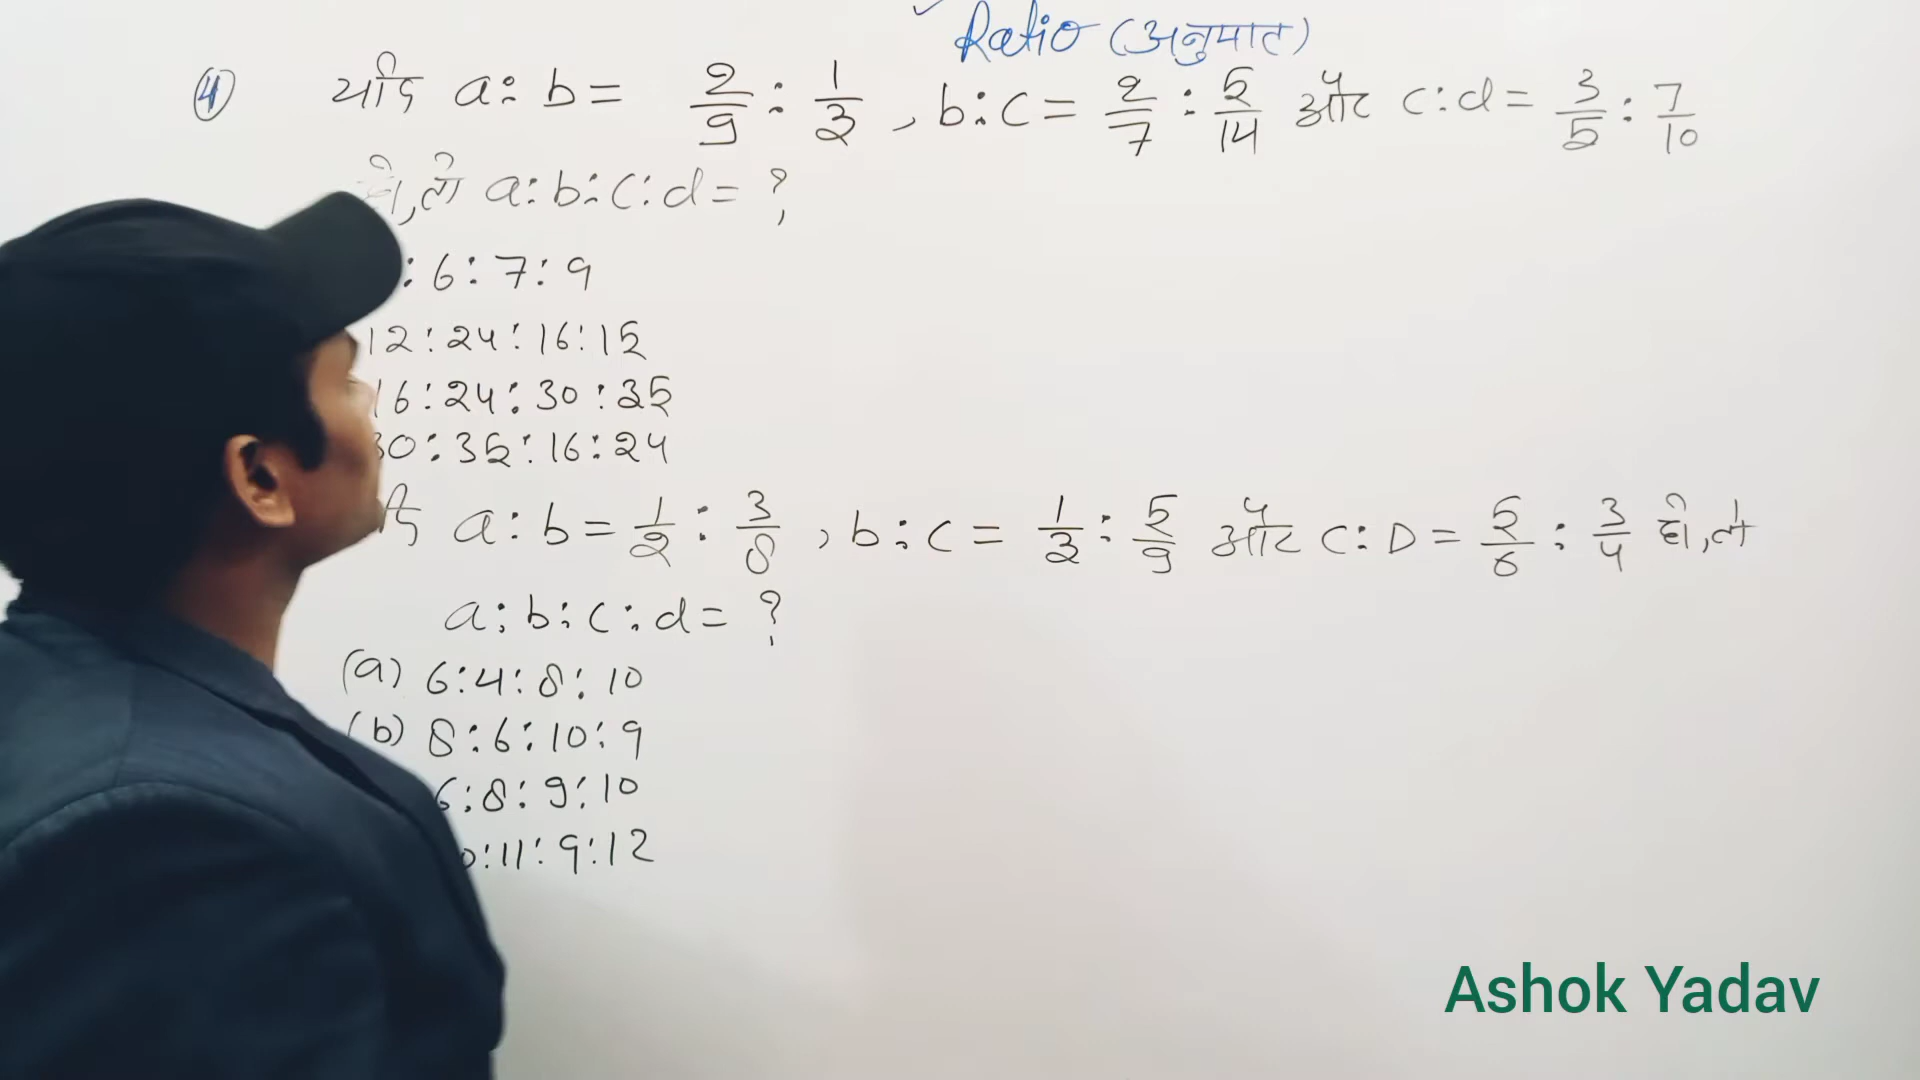 Ratio (अनुपात)
4 यदि a:b = 2/9 : 1/3 , b:c = 2/7 : 5/14 और c:d = 3/5 : 7/10
हो, तो a:b:c:d = ?
: 6 : 7 : 9
12 : 24 : 16 : 15
16 : 24 : 30 : 35
30 : 35 : 16 : 24
a:b = 1/2 : 3/8 , b:c = 1/3 : 5/9 और c:D = 5/6 : 3/4 हो, तो
a:b:c:d = ?
(a) 6:4:8:10
(b) 8:6:10:9
6:8:9:10
0:11:9:12
Ashok Yadav